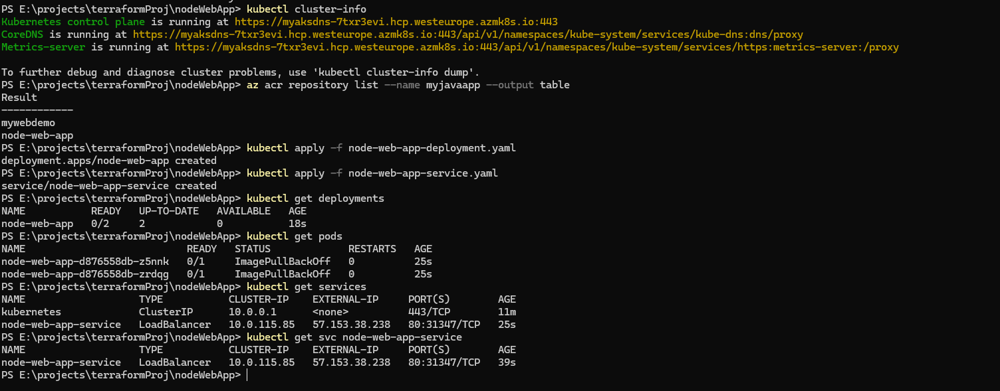 PS E:\projects\terraformProj\nodeWebApp> kubectl cluster-info
Kubernetes control plane is running at https://myaksdns-7txr3evi.hcp.westeurope.azmk8s.io:443
CoreDNS is running at https://myaksdns-7txr3evi.hcp.westeurope.azmk8s.io:443/api/v1/namespaces/kube-system/services/kube-dns:dns/proxy
Metrics-server is running at https://myaksdns-7txr3evi.hcp.westeurope.azmk8s.io:443/api/v1/namespaces/kube-system/services/https:metrics-server:/proxy

To further debug and diagnose cluster problems, use 'kubectl cluster-info dump'.
PS E:\projects\terraformProj\nodeWebApp> az acr repository list --name myjavaapp --output table
Result
------------
mywebdemo
node-web-app
PS E:\projects\terraformProj\nodeWebApp> kubectl apply -f node-web-app-deployment.yaml
deployment.apps/node-web-app created
PS E:\projects\terraformProj\nodeWebApp> kubectl apply -f node-web-app-service.yaml
service/node-web-app-service created
PS E:\projects\terraformProj\nodeWebApp> kubectl get deployments
NAME           READY   UP-TO-DATE   AVAILABLE   AGE
node-web-app   0/2     2            0           18s
PS E:\projects\terraformProj\nodeWebApp> kubectl get pods
NAME                           READY   STATUS             RESTARTS   AGE
node-web-app-d876558db-z5nnk   0/1     ImagePullBackOff   0          25s
node-web-app-d876558db-zrdqg   0/1     ImagePullBackOff   0          25s
PS E:\projects\terraformProj\nodeWebApp> kubectl get services
NAME                   TYPE           CLUSTER-IP    EXTERNAL-IP     PORT(S)        AGE
kubernetes             ClusterIP      10.0.0.1      <none>          443/TCP        11m
node-web-app-service   LoadBalancer   10.0.115.85   57.153.38.238   80:31347/TCP   25s
PS E:\projects\terraformProj\nodeWebApp> kubectl get svc node-web-app-service
NAME                   TYPE           CLUSTER-IP    EXTERNAL-IP     PORT(S)        AGE
node-web-app-service   LoadBalancer   10.0.115.85   57.153.38.238   80:31347/TCP   39s
PS E:\projects\terraformProj\nodeWebApp>